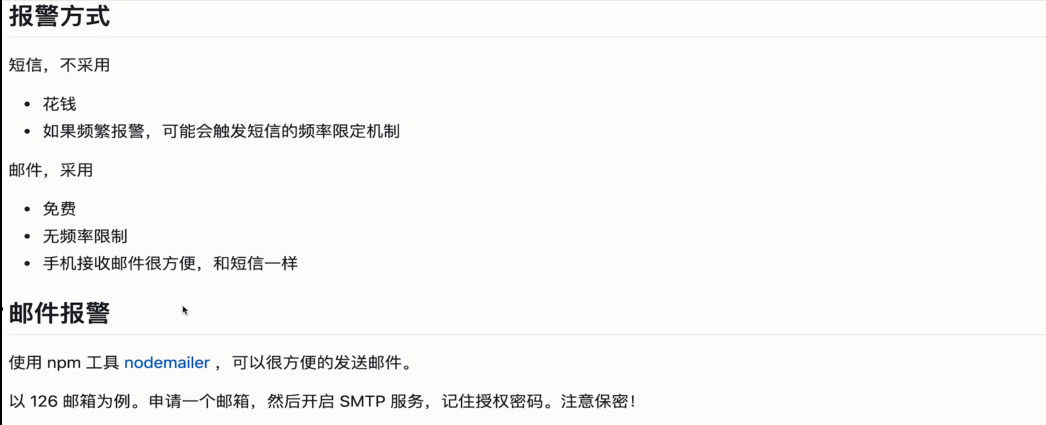 报警方式
短信，不采用
• 花钱
• 如果频繁报警，可能会触发短信的频率限定机制
邮件，采用
• 免费
• 无频率限制
• 手机接收邮件很方便，和短信一样
邮件报警
使用 npm 工具 nodemailer ，可以很方便的发送邮件。
以 126 邮箱为例。申请一个邮箱，然后开启 SMTP 服务，记住授权密码。注意保密！